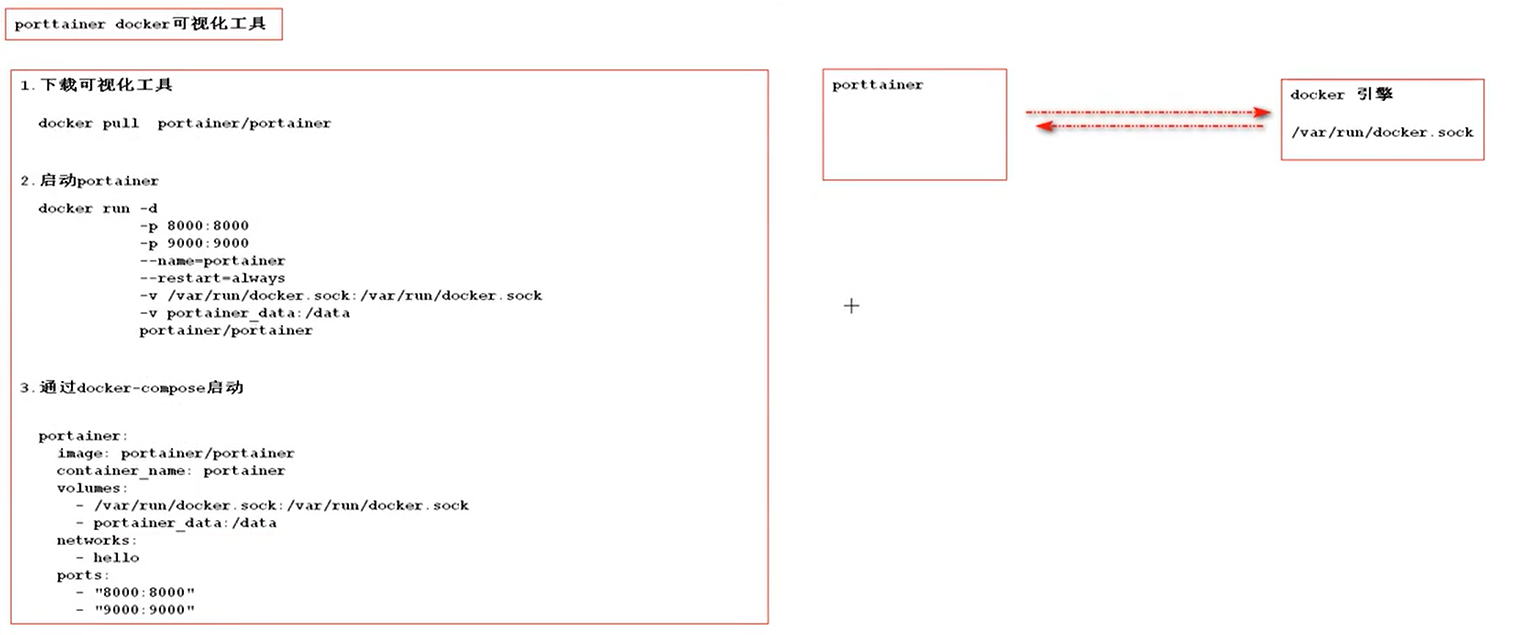 porttainer docker可视化工具
1.下载可视化工具
docker pull  portainer/portainer
2.启动portainer
docker run -d
-p 8000:8000
-p 9000:9000
--name=portainer
--restart=always
-v /var/run/docker.sock:/var/run/docker.sock
-v portainer_data:/data
portainer/portainer
3.通过docker-compose启动
portainer:
image: portainer/portainer
container_name: portainer
volumes:
- /var/run/docker.sock:/var/run/docker.sock
- portainer_data:/data
networks:
- hello
ports:
- "8000:8000"
- "9000:9000"
porttainer
docker 引擎
/var/run/docker.sock